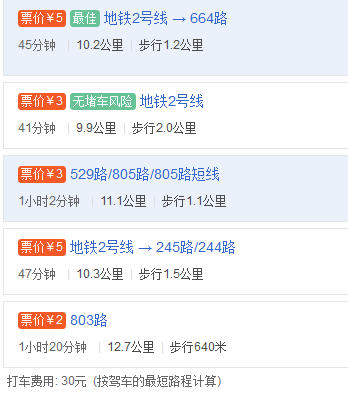 票价¥5 最佳 地铁2号线 → 664路
45分钟 | 10.2公里 | 步行1.2公里
票价¥3 无堵车风险 地铁2号线
41分钟 | 9.9公里 | 步行2.0公里
票价¥3 529路/805路/805路短线
1小时2分钟 | 11.1公里 | 步行1.1公里
票价¥5 地铁2号线 → 245路/244路
47分钟 | 10.3公里 | 步行1.5公里
票价¥2 803路
1小时20分钟 | 12.7公里 | 步行640米
打车费用: 30元 (按驾车的最短路程计算)